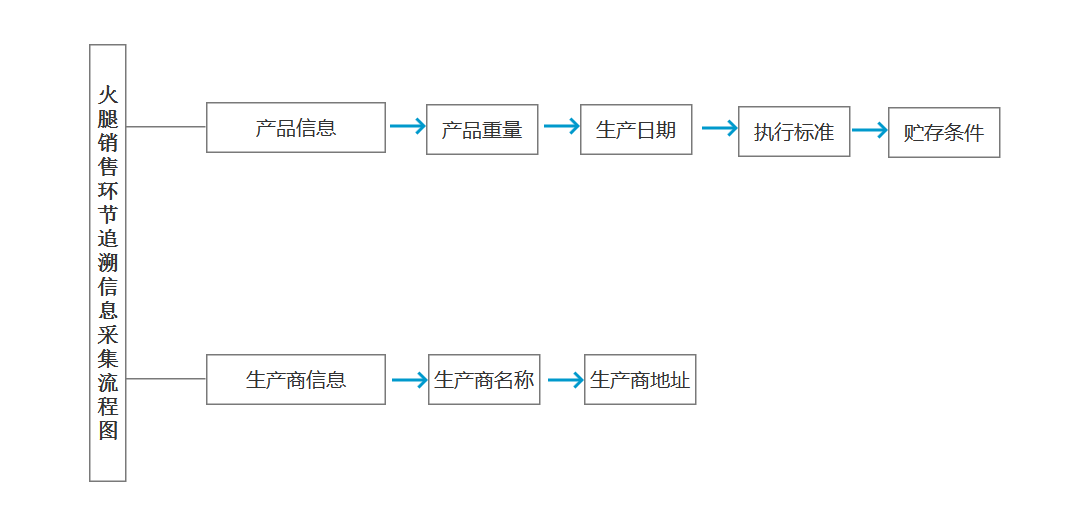 火腿销售环节追溯信息采集流程图
产品信息
产品重量
生产日期
执行标准
贮存条件
生产商信息
生产商名称
生产商地址